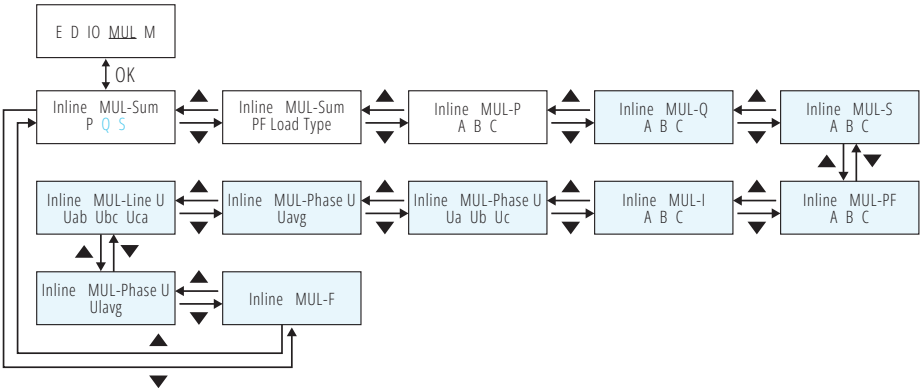 E D IO MUL M
OK
Inline MUL-Sum
P Q S
Inline MUL-Sum
PF Load Type
Inline MUL-P
A B C
Inline MUL-Q
A B C
Inline MUL-S
A B C
Inline MUL-Line U
Uab Ubc Uca
Inline MUL-Phase U
Uavg
Inline MUL-Phase U
Ua Ub Uc
Inline MUL-I
A B C
Inline MUL-PF
A B C
Inline MUL-Phase U
Ulavg
Inline MUL-F